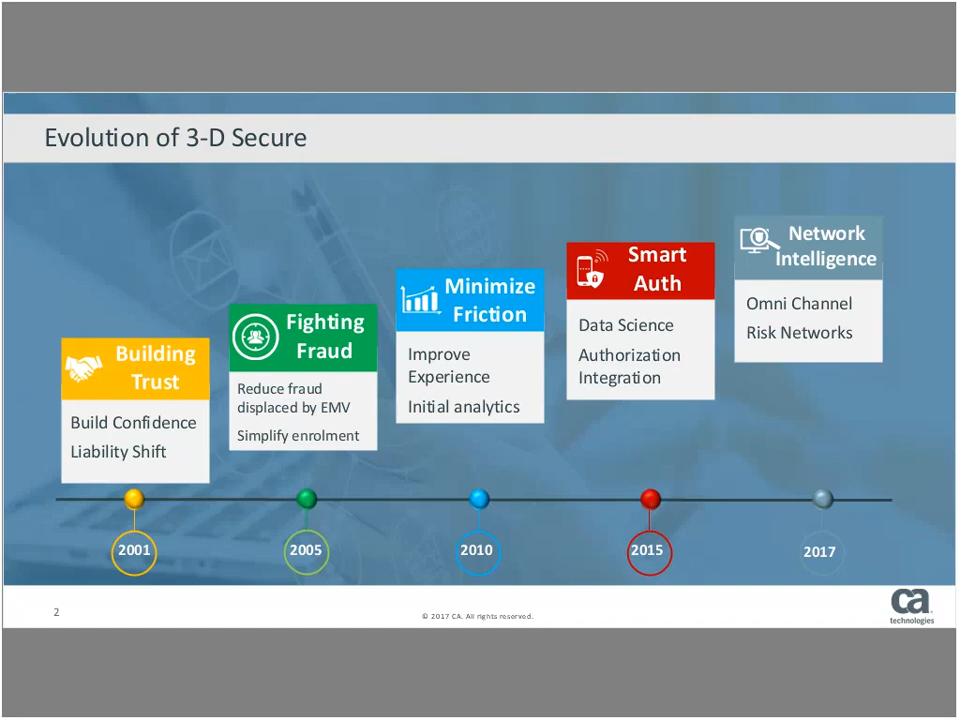 Evolution of 3-D Secure
Building
Trust
Build Confidence
Liability Shift
Fighting
Fraud
Reduce fraud
displaced by EMV
Simplify enrolment
Minimize
Friction
Improve
Experience
Initial analytics
Smart
Auth
Data Science
Authorization
Integration
Network
Intelligence
Omni Channel
Risk Networks
2001
2005
2010
2015
2017
2
© 2017 CA. All rights reserved.
ca
technologies